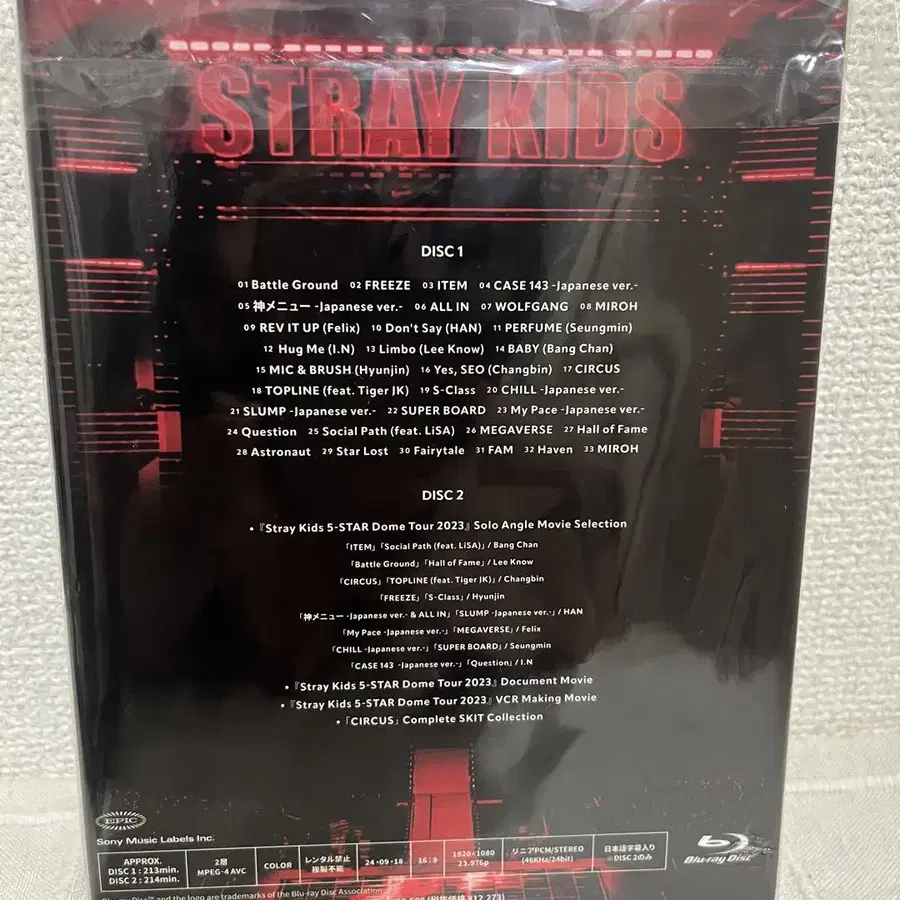 STRAY KIDS
DISC 1
01 Battle Ground 02 FREEZE 03 ITEM 04 CASE 143 -Japanese ver.-
05 神メニュー -Japanese ver.- 06 ALL IN 07 WOLFGANG 08 MIROH
09 REV IT UP (Felix) 10 Don't Say (HAN) 11 PERFUME (Seungmin)
12 Hug Me (I.N) 13 Limbo (Lee Know) 14 BABY (Bang Chan)
15 MIC & BRUSH (Hyunjin) 16 Yes, SEO (Changbin) 17 CIRCUS
18 TOPLINE (feat. Tiger JK) 19 S-Class 20 CHILL -Japanese ver.-
21 SLUMP -Japanese ver.- 22 SUPER BOARD 23 My Pace -Japanese ver.-
24 Question 25 Social Path (feat. LiSA) 26 MEGAVERSE 27 Hall of Fame
28 Astronaut 29 Star Lost 30 Fairytale 31 FAM 32 Haven 33 MIROH
DISC 2
•『Stray Kids 5-STAR Dome Tour 2023』Solo Angle Movie Selection
「ITEM」「Social Path (feat. LiSA)」/ Bang Chan
「Battle Ground」「Hall of Fame」/ Lee Know
「CIRCUS」「TOPLINE (feat. Tiger JK)」/ Changbin
「FREEZE」「S-Class」/ Hyunjin
「神メニュー -Japanese ver.- & ALL IN」「SLUMP -Japanese ver.-」/ HAN
「My Pace -Japanese ver.-」「MEGAVERSE」/ Felix
「CHILL -Japanese ver.-」「SUPER BOARD」/ Seungmin
「CASE 143 -Japanese ver.-」「Question」/ I.N
•『Stray Kids 5-STAR Dome Tour 2023』Document Movie
•『Stray Kids 5-STAR Dome Tour 2023』VCR Making Movie
•「CIRCUS」Complete SKIT Collection
EPIC
Sony Music Labels Inc.
APPROX. DISC 1 : 213min. DISC 2 : 214min. 2層 MPEG-4 AVC COLOR レンタル禁止 複製不能 24・09・18 16:9 1920×1080 23.976p リニアPCM/STEREO (48KHz/24bit) 日本語字幕入り ※DISC 2のみ
Blu-ray Disc
Blu-ray Disc™ and the logo are trademarks of the Blu-ray Disc Association.
¥12,273)